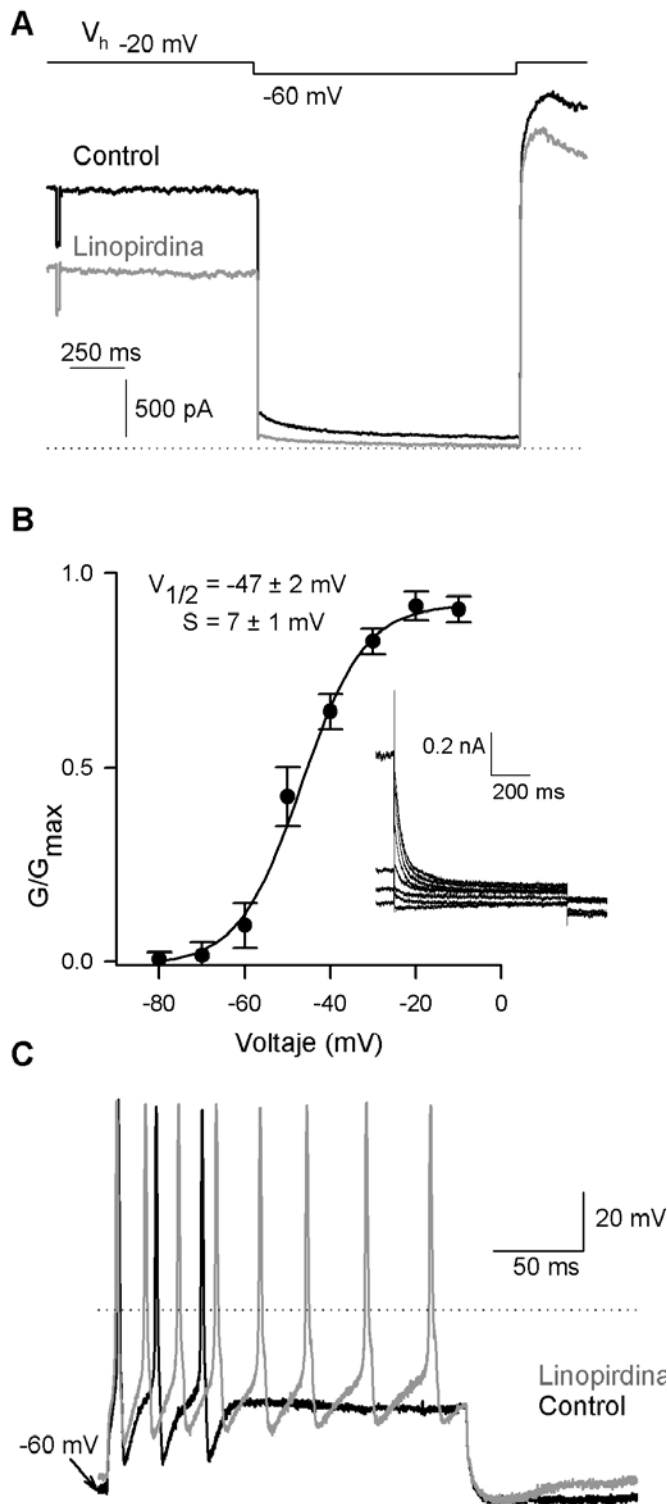 A
V_h -20 mV
-60 mV
Control
Linopirdina
250 ms
500 pA
B
V_1/2 = -47 ± 2 mV
S = 7 ± 1 mV
1.0
0.5
0.0
G/G_max
0.2 nA
200 ms
-80 -60 -40 -20 0
Voltaje (mV)
C
20 mV
50 ms
Linopirdina
Control
-60 mV